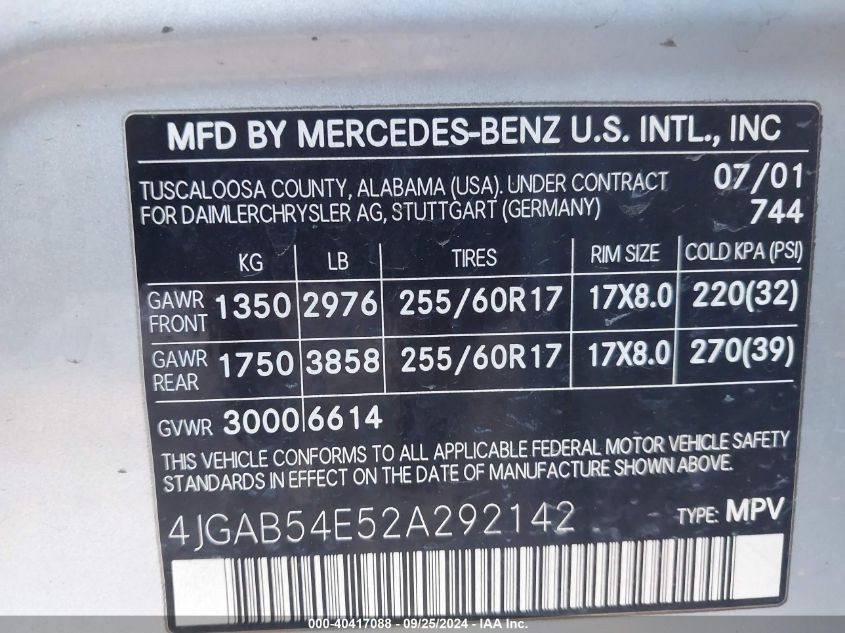 MFD BY MERCEDES-BENZ U.S. INTL., INC
TUSCALOOSA COUNTY, ALABAMA (USA). UNDER CONTRACT 07/01
FOR DAIMLERCHRYSLER AG, STUTTGART (GERMANY) 744
KG LB TIRES RIM SIZE COLD KPA (PSI)
GAWR FRONT 1350 2976 255/60R17 17X8.0 220(32)
GAWR REAR 1750 3858 255/60R17 17X8.0 270(39)
GVWR 3000 6614
THIS VEHICLE CONFORMS TO ALL APPLICABLE FEDERAL MOTOR VEHICLE SAFETY
STANDARDS IN EFFECT ON THE DATE OF MANUFACTURE SHOWN ABOVE.
4JGAB54E52A292142 TYPE: MPV
000-40417088 - 09/25/2024 - IAA Inc.